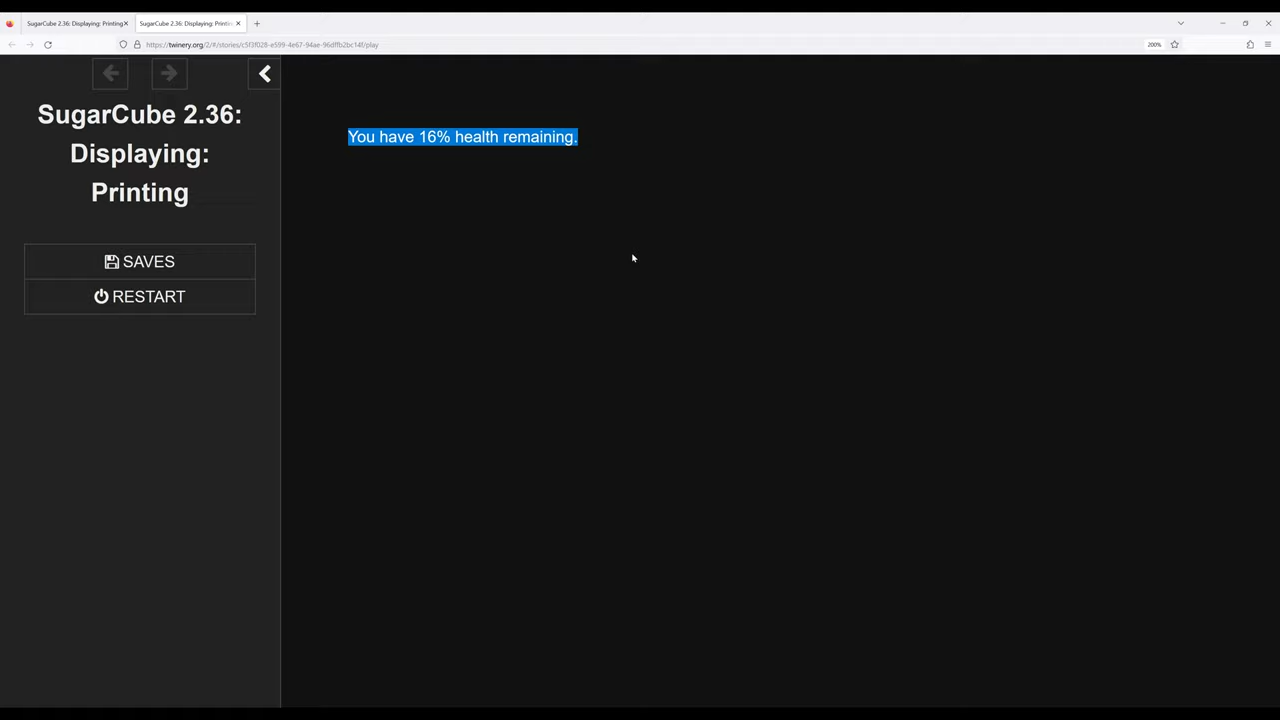 SugarCube 2.36: Displaying: Printing
SugarCube 2.36: Displaying: Printin
https://twinery.org/2/#/stories/c5f3f028-e599-4e67-94ae-96dffb2bc14f/play
200%
SugarCube 2.36:
Displaying:
Printing
SAVES
RESTART
You have 16% health remaining.